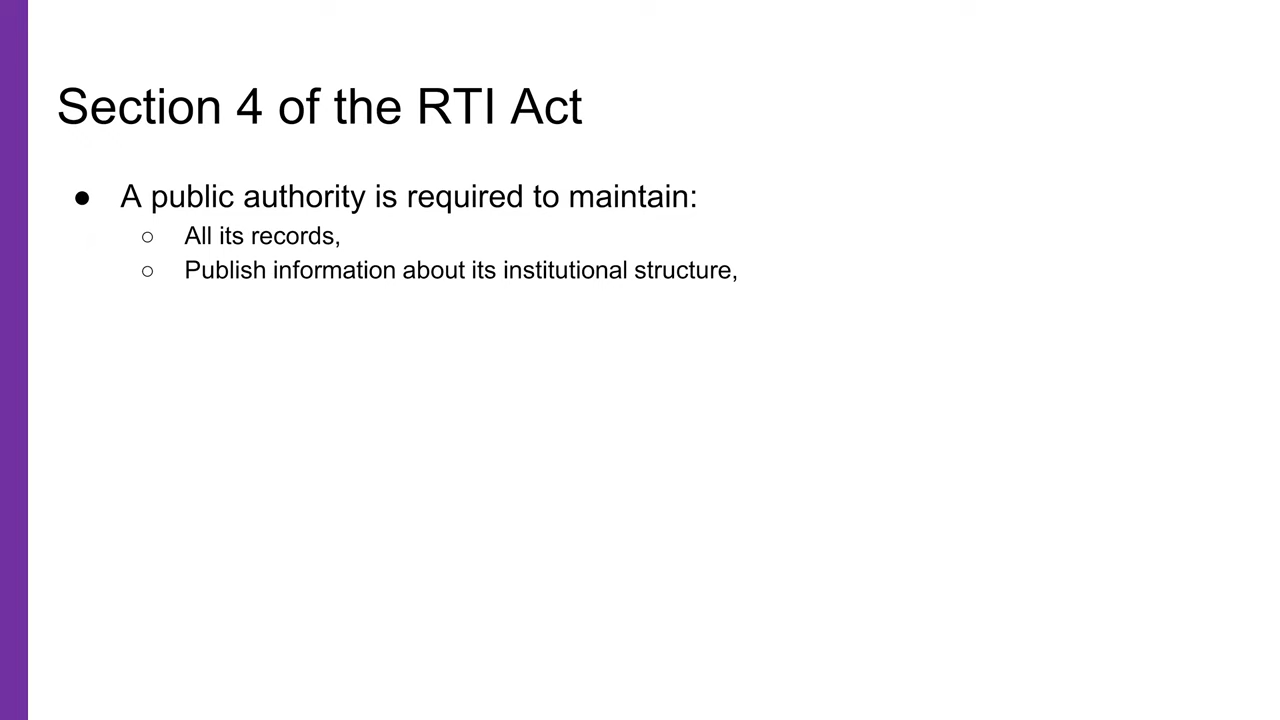 Section 4 of the RTI Act
● A public authority is required to maintain:
○ All its records,
○ Publish information about its institutional structure,